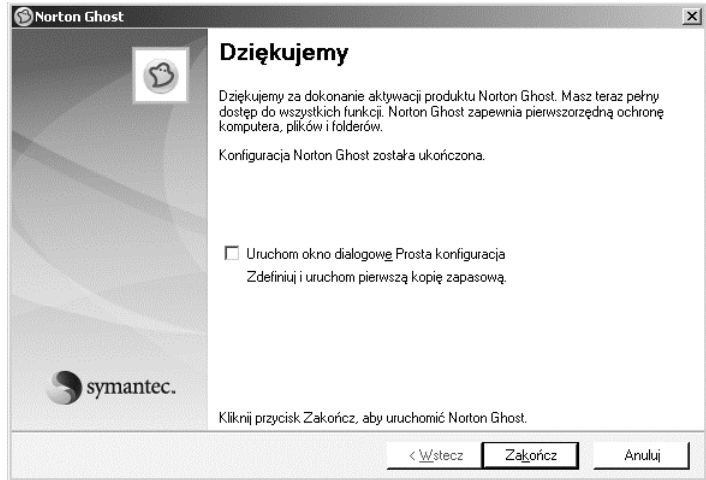 Norton Ghost
Dziękujemy
Dziękujemy za dokonanie aktywacji produktu Norton Ghost. Masz teraz pełny
dostęp do wszystkich funkcji. Norton Ghost zapewnia pierwszorzędną ochronę
komputera, plików i folderów.
Konfiguracja Norton Ghost została ukończona.
Uruchom okno dialogowe Prosta konfiguracja
Zdefiniuj i uruchom pierwszą kopię zapasową.
symantec.
Kliknij przycisk Zakończ, aby uruchomić Norton Ghost.
< Wstecz
Zakończ
Anuluj